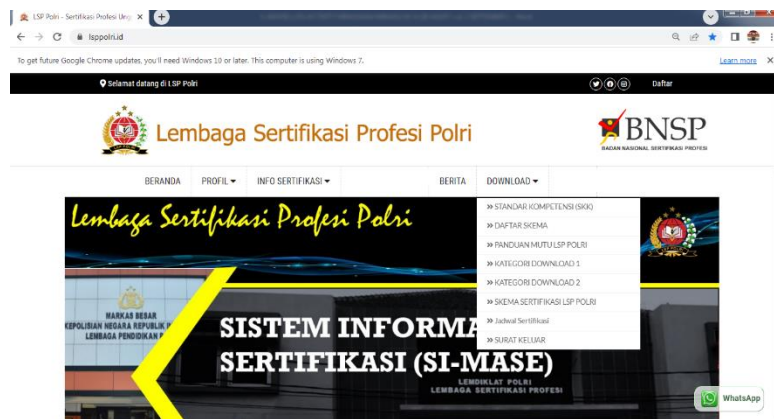 LSP Polri - Sertifikasi Profesi Ung
lsppolri.id
To get future Google Chrome updates, you'll need Windows 10 or later. This computer is using Windows 7.
Learn more
Selamat datang di LSP Polri
Daftar
Lembaga Sertifikasi Profesi Polri
BNSP
BADAN NASIONAL SERTIFIKASI PROFESI
BERANDA
PROFIL
INFO SERTIFIKASI
BERITA
DOWNLOAD
» STANDAR KOMPETENSI (SKK)
» DAFTAR SKEMA
» PANDUAN MUTU LSP POLRI
» KATEGORI DOWNLOAD 1
» KATEGORI DOWNLOAD 2
» SKEMA SERTIFIKASI LSP POLRI
» Jadwal Sertifikasi
» SURAT KELUAR
Lembaga Sertifikasi Profesi Polri
MARKAS BESAR
KEPOLISIAN NEGARA REPUBLIK
LEMBAGA PENDIDIKAN
SISTEM INFORMA
SERTIFIKASI (SI-MASE)
LEMDIKLAT POLRI
LEMBAGA SERTIFIKASI PROFESI
WhatsApp